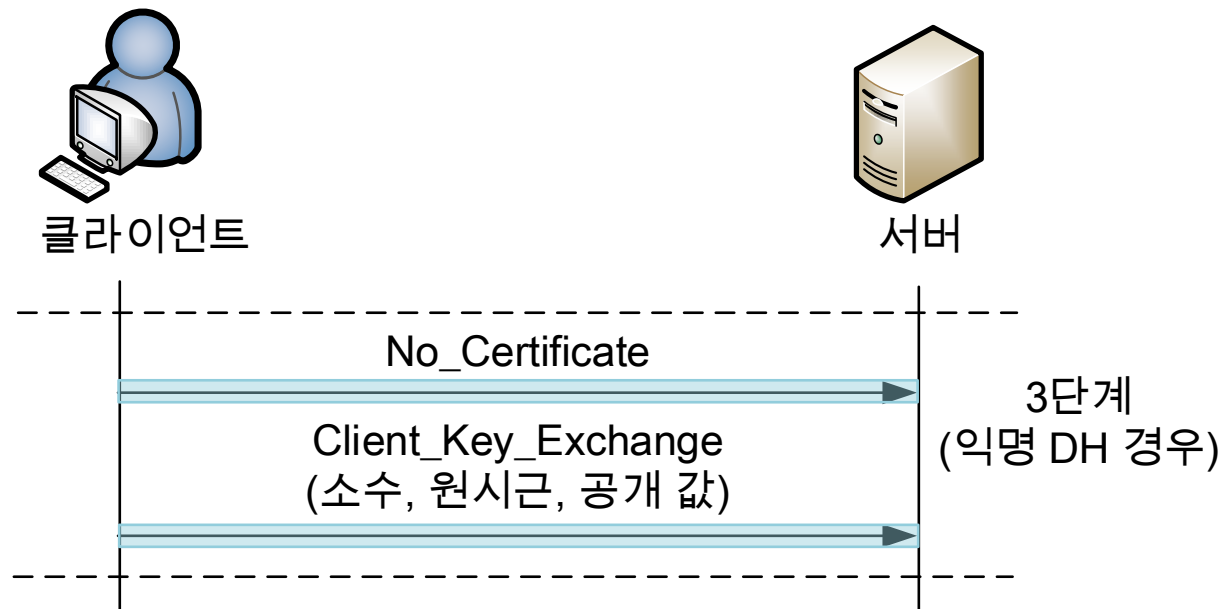 클라이언트
서버
No_Certificate
Client_Key_Exchange
(소수, 원시근, 공개 값)
3단계
(익명 DH 경우)